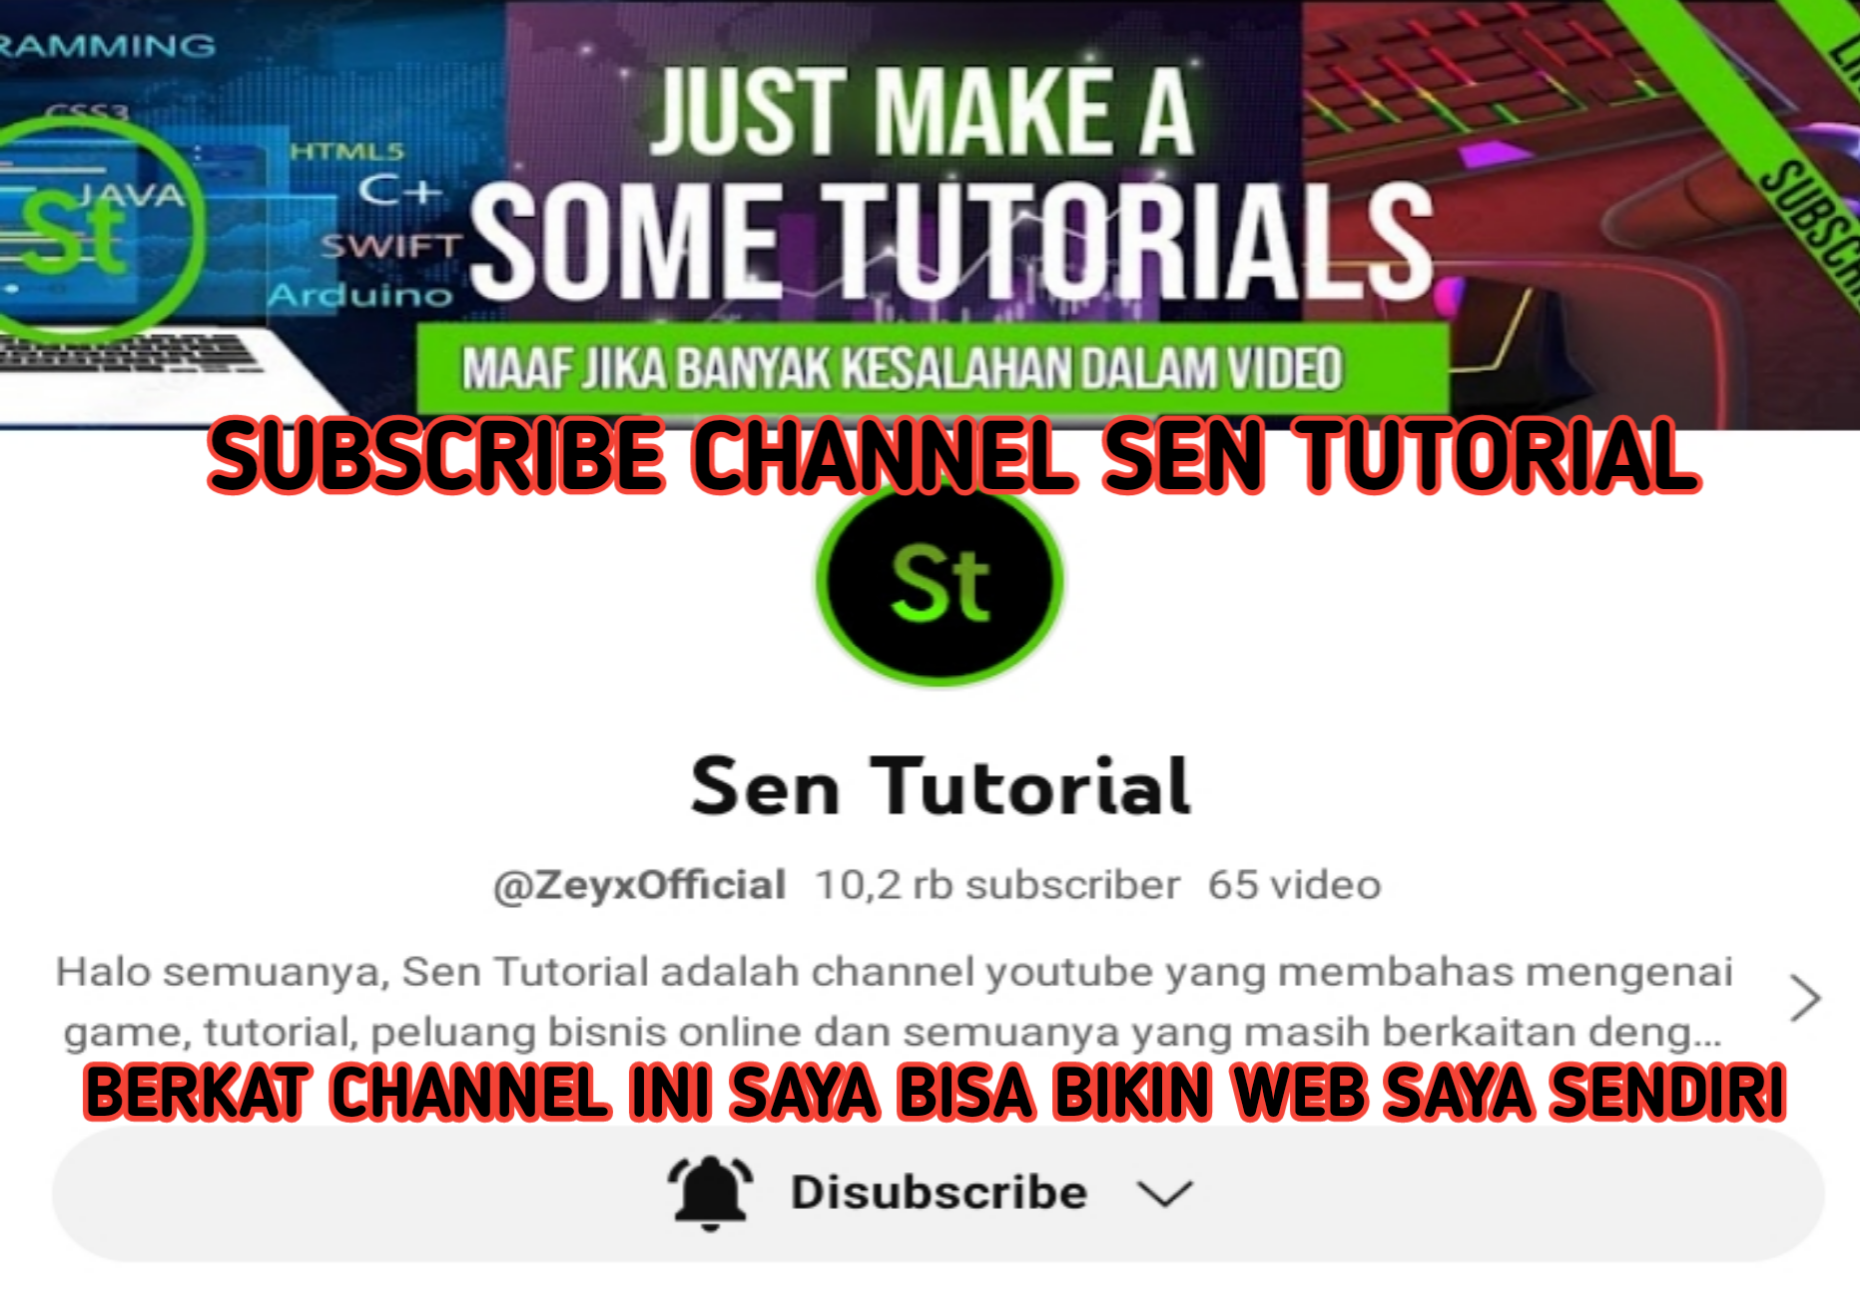 RAMMING
CSS3
HTML5
JAVA
C+
St
SWIFT
Arduino
JUST MAKE A
SOME TUTORIALS
MAAF JIKA BANYAK KESALAHAN DALAM VIDEO
SUBSCRIBE CHANNEL SEN TUTORIAL
St
Sen Tutorial
@ZeyxOfficial 10,2 rb subscriber 65 video
Halo semuanya, Sen Tutorial adalah channel youtube yang membahas mengenai
game, tutorial, peluang bisnis online dan semuanya yang masih berkaitan deng...
BERKAT CHANNEL INI SAYA BISA BIKIN WEB SAYA SENDIRI
Disubscribe